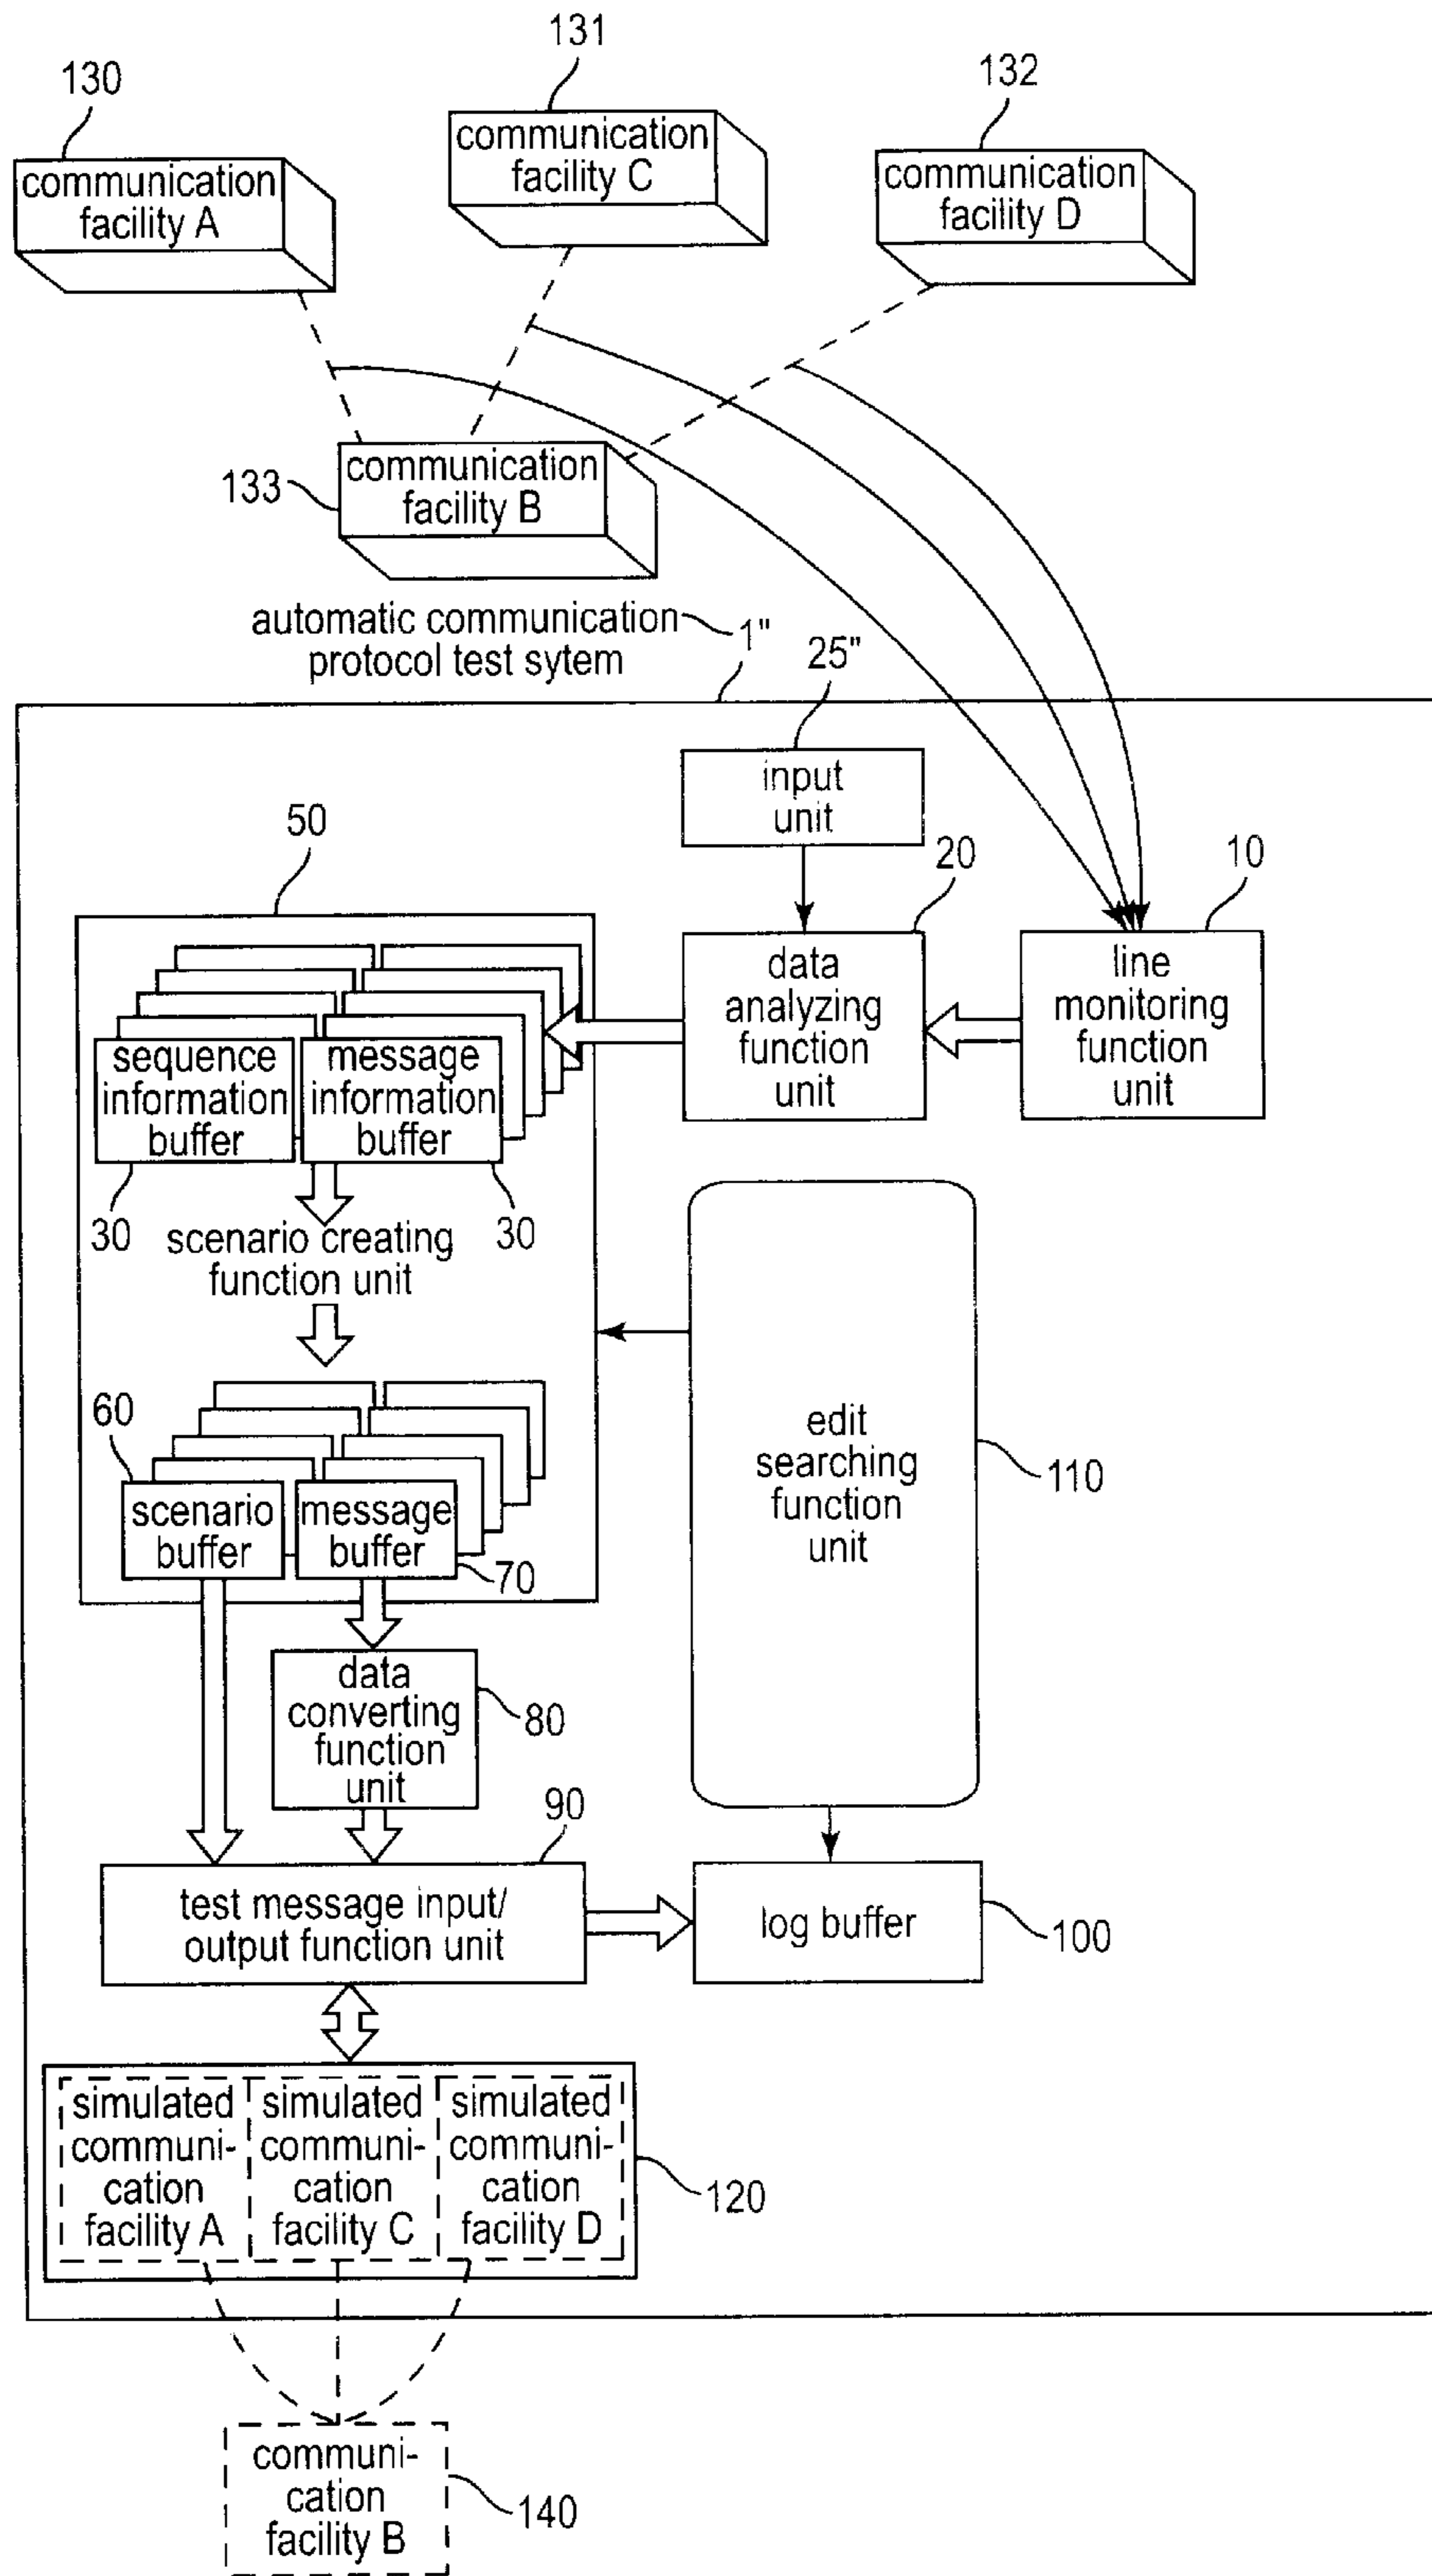 131
130
132
communication
facility C
communication
facility A
communication
facility D
communication
facility B
133
automatic communication
protocol test sytem
1"
25"
input
unit
50
20
10
data
analyzing
function
unit
line
monitoring
function
unit
sequence
information
buffer
message
information
buffer
30
30
scenario creating
function unit
edit
searching
function
unit
110
60
scenario
buffer
message
buffer
70
data
converting
function
unit
80
90
test message input/
output function unit
log buffer
100
simulated
communi-
cation
facility A
simulated
communi-
cation
facility C
simulated
communi-
cation
facility D
120
communi-
cation
facility B
140